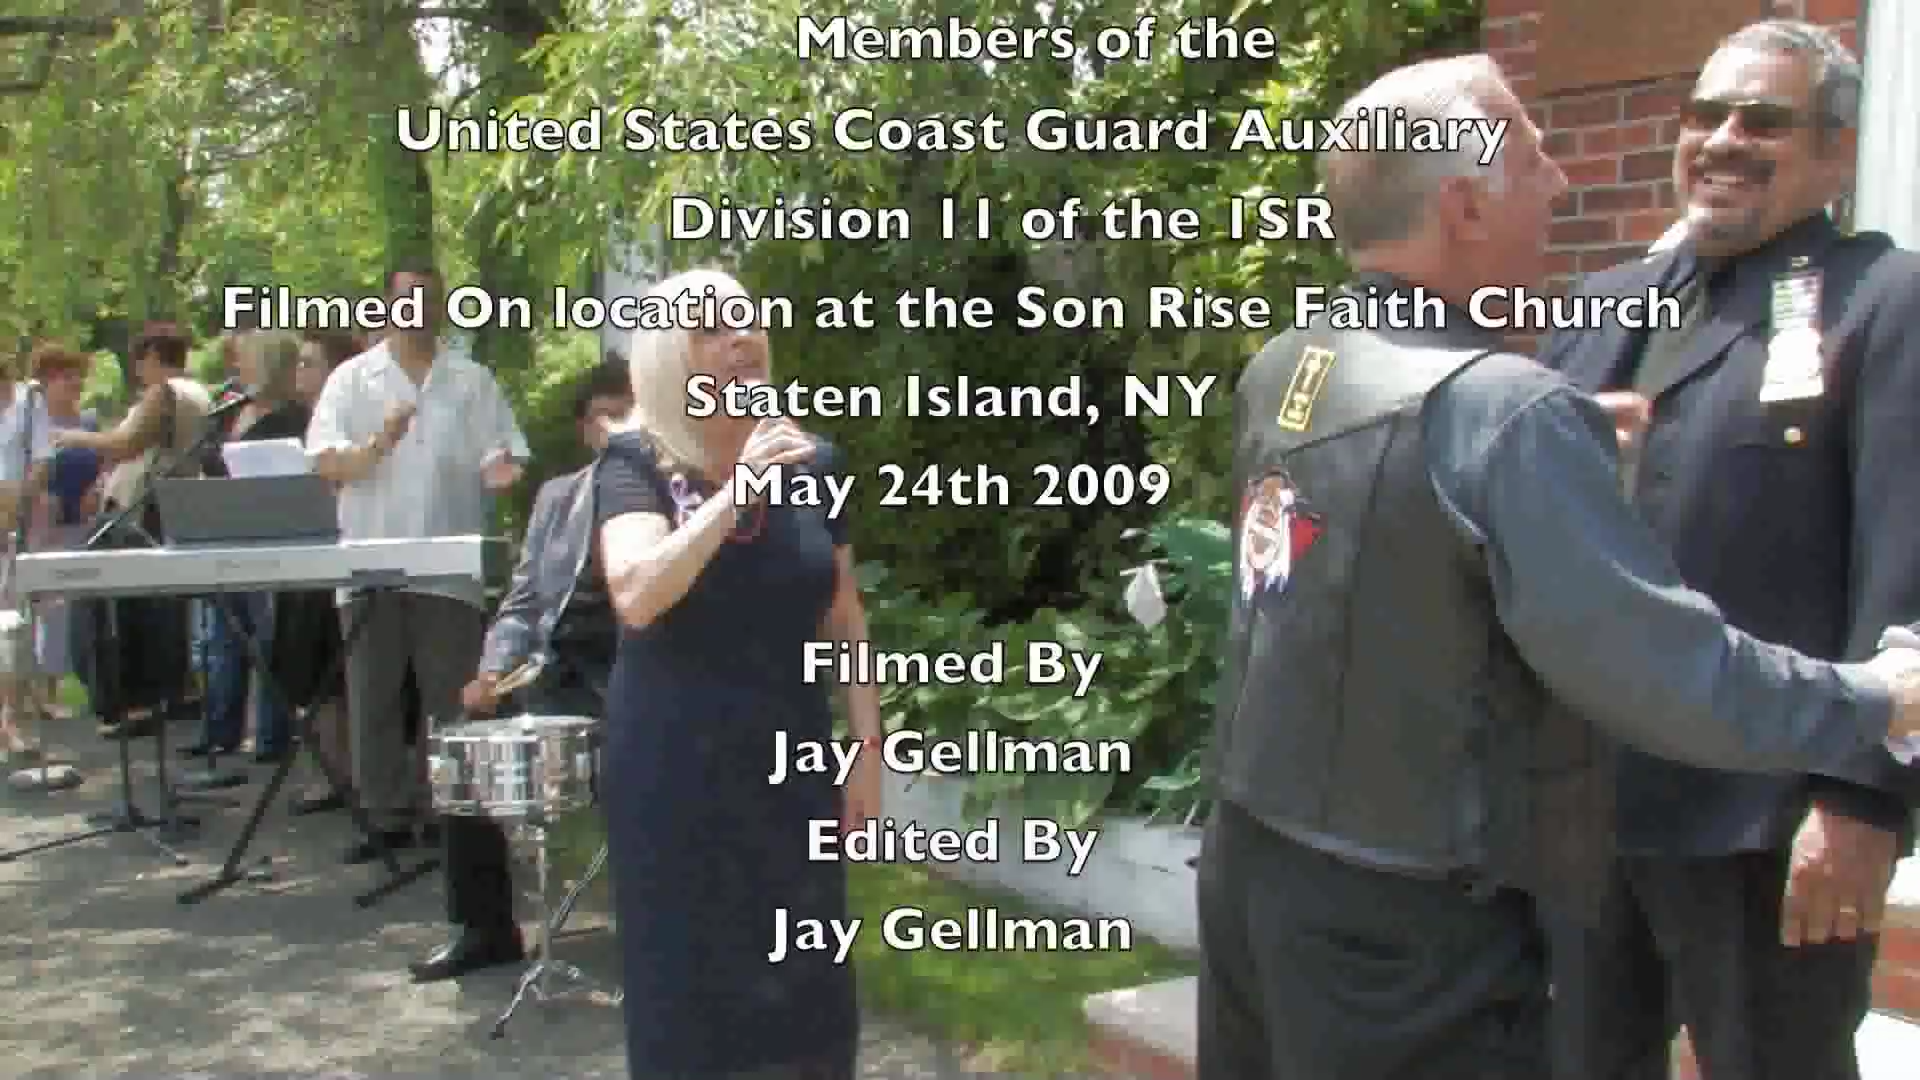 Members of the
United States Coast Guard Auxiliary
Division 11 of the 1SR
Filmed On location at the Son Rise Faith Church
Staten Island, NY
May 24th 2009
Filmed By
Jay Gellman
Edited By
Jay Gellman